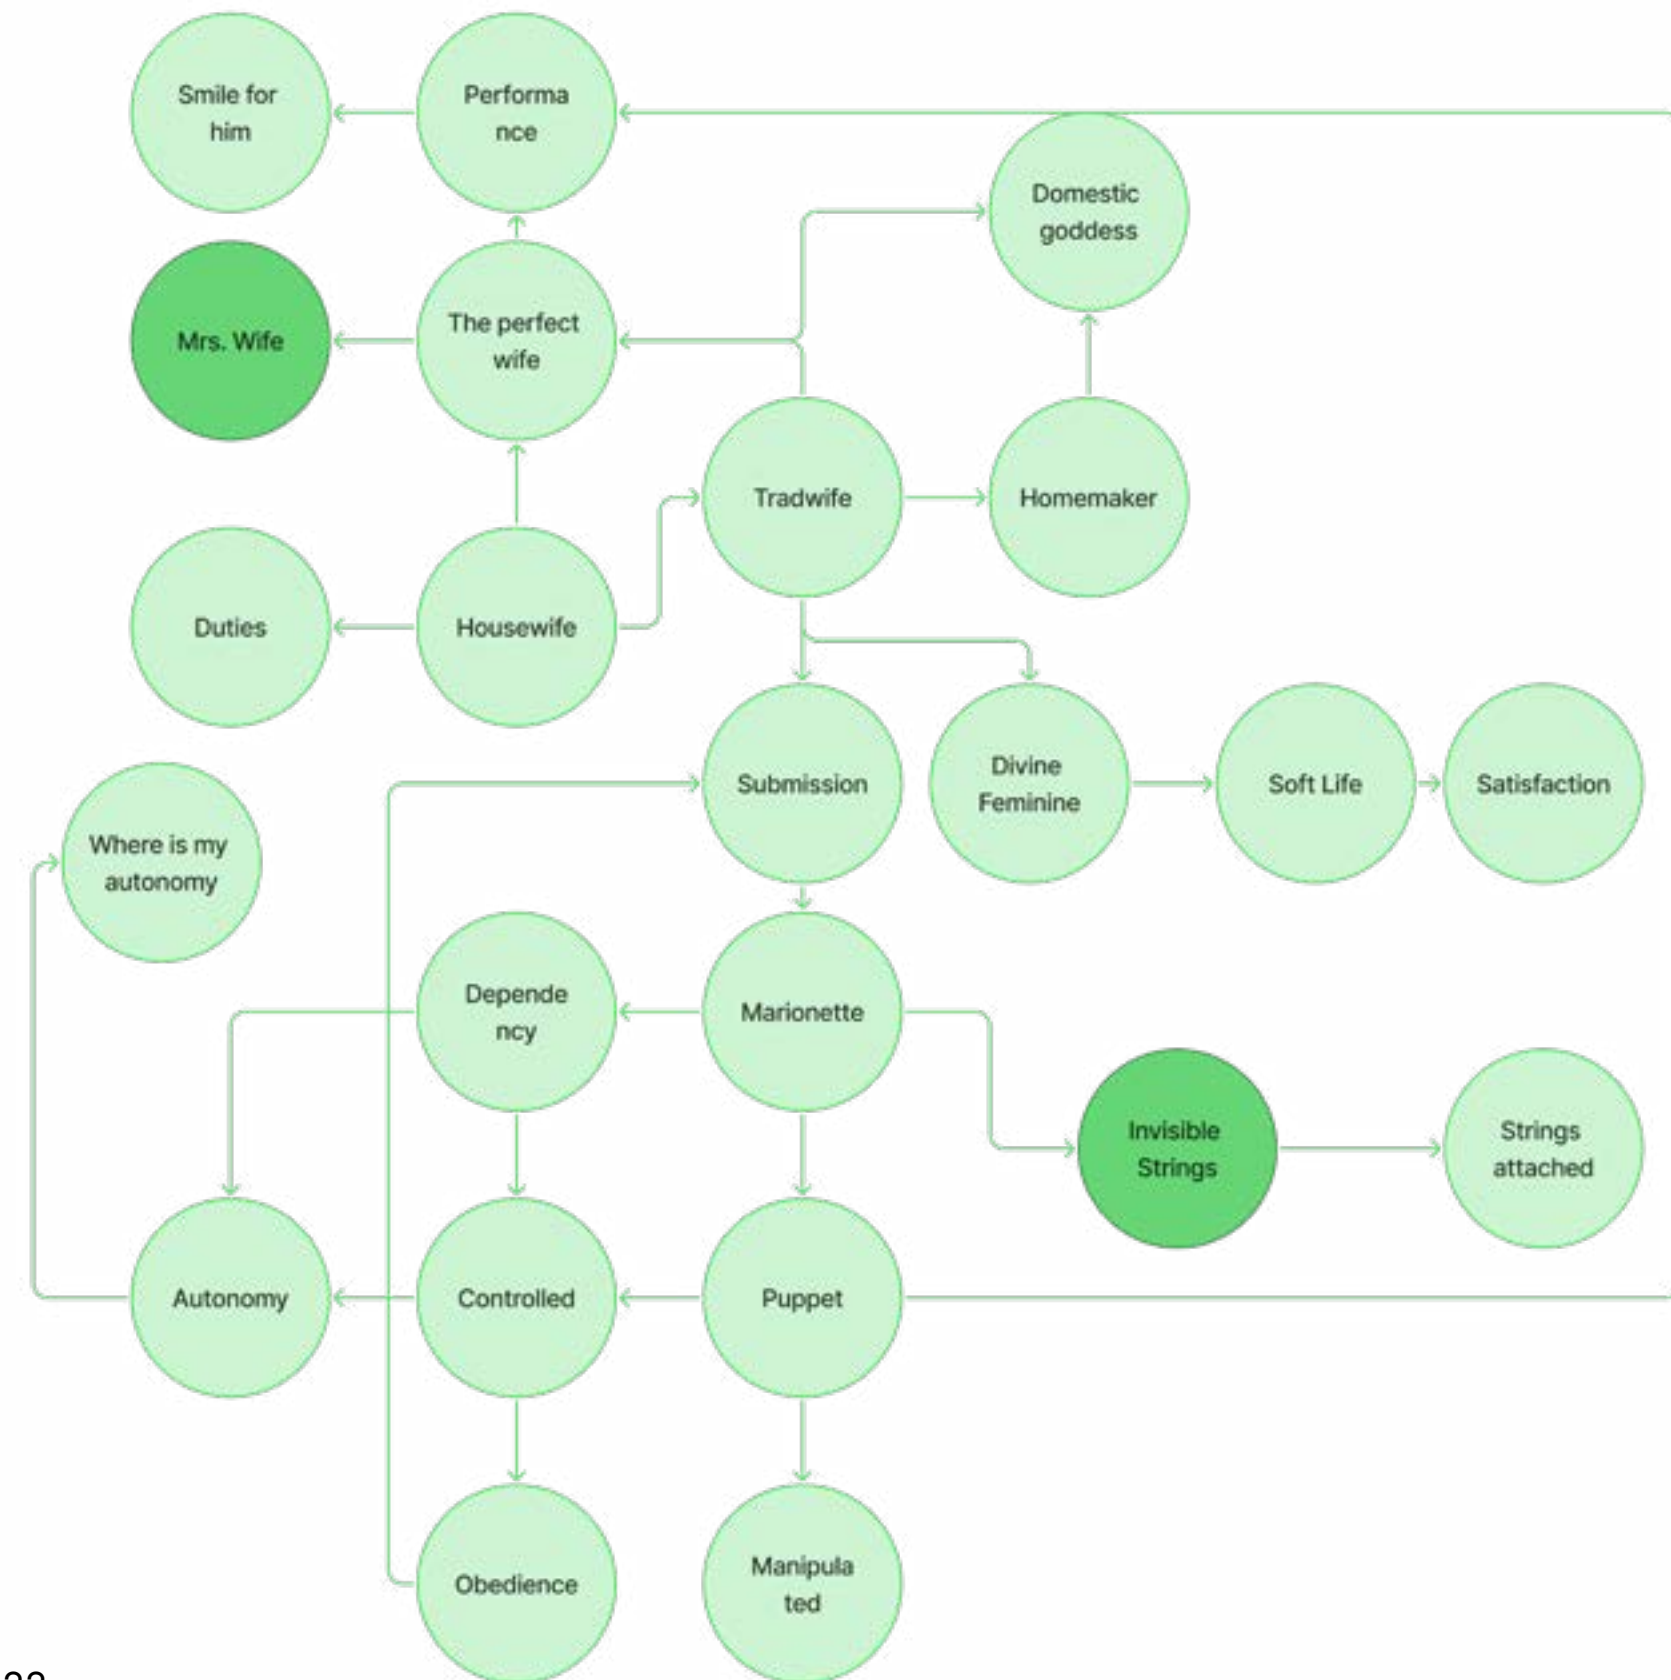 Smile for
him
Performa
nce
Domestic
goddess
Mrs. Wife
The perfect
wife
Tradwife
Homemaker
Duties
Housewife
Submission
Divine
Feminine
Soft Life
Satisfaction
Where is my
autonomy
Depende
ncy
Marionette
Invisible
Strings
Strings
attached
Autonomy
Controlled
Puppet
Obedience
Manipula
ted